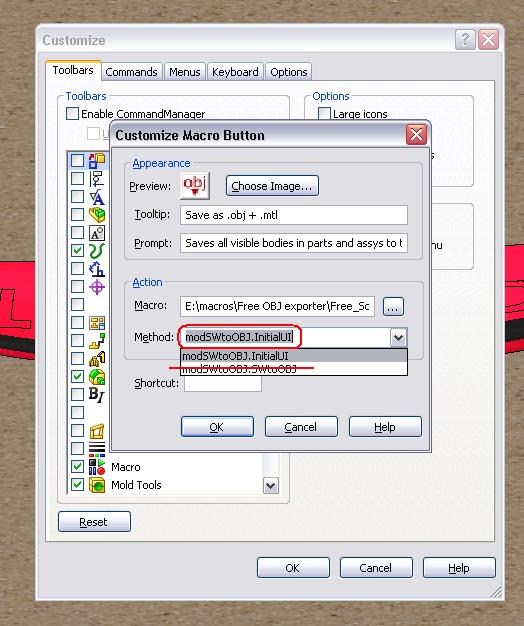 Customize
Toolbars Commands Menus Keyboard Options
Toolbars
Options
Enable CommandManager
Large icons
Customize Macro Button
Appearance
Preview: obj Choose Image...
Tooltip: Save as .obj + .mtl
Prompt: Saves all visible bodies in parts and assys to t
Action
Macro: E:\macros\Free OBJ exporter\Free_Sc ...
Method: modSWtoOBJ.InitialUI
modSWtoOBJ.InitialUI
modSWtoOBJ.SWtoOBJ
Shortcut:
OK Cancel Help
Macro
Mold Tools
Reset
OK Cancel Help